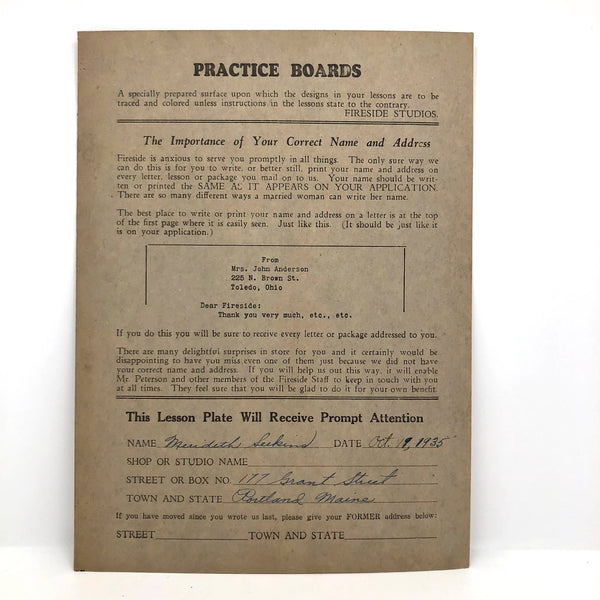 PRACTICE BOARDS
A specially prepared surface upon which the designs in your lessons are to be
traced and colored unless instructions in the lessons state to the contrary.
FIRESIDE STUDIOS.
The Importance of Your Correct Name and Address
Fireside is anxious to serve you promptly in all things. The only sure way we
can do this is for you to write, or better still, print your name and address on
every letter, lesson or package you mail on to us. Your name should be writ-
ten or printed the SAME AS IT APPEARS ON YOUR APPLICATION.
There are so many different ways a married woman can write her name.
The best place to write or print your name and address on a letter is at the top
of the first page where it is easily seen. Just like this. (It should be just like it
is on your application.)
From
Mrs. John Anderson
225 N. Brown St.
Toledo, Ohio
Dear Fireside:
Thank you very much, etc., etc.
If you do this you will be sure to receive every letter or package addressed to you.
There are many delightful surprises in store for you and it certainly would be
disappointing to have you miss even one of them just because we did not have
your correct name and address. If you will help us out this way, it will enable
Mr. Peterson and other members of the Fireside Staff to keep in touch with you
at all times. They feel sure that you will be glad to do it for your own benefit.
This Lesson Plate Will Receive Prompt Attention
NAME Merideth DATE Oct. 19, 1935
SHOP OR STUDIO NAME
STREET OR BOX NO. 177 Grant Street
TOWN AND STATE Portland Maine
If you have moved since you wrote us last, please give your FORMER address below:
STREET TOWN AND STATE